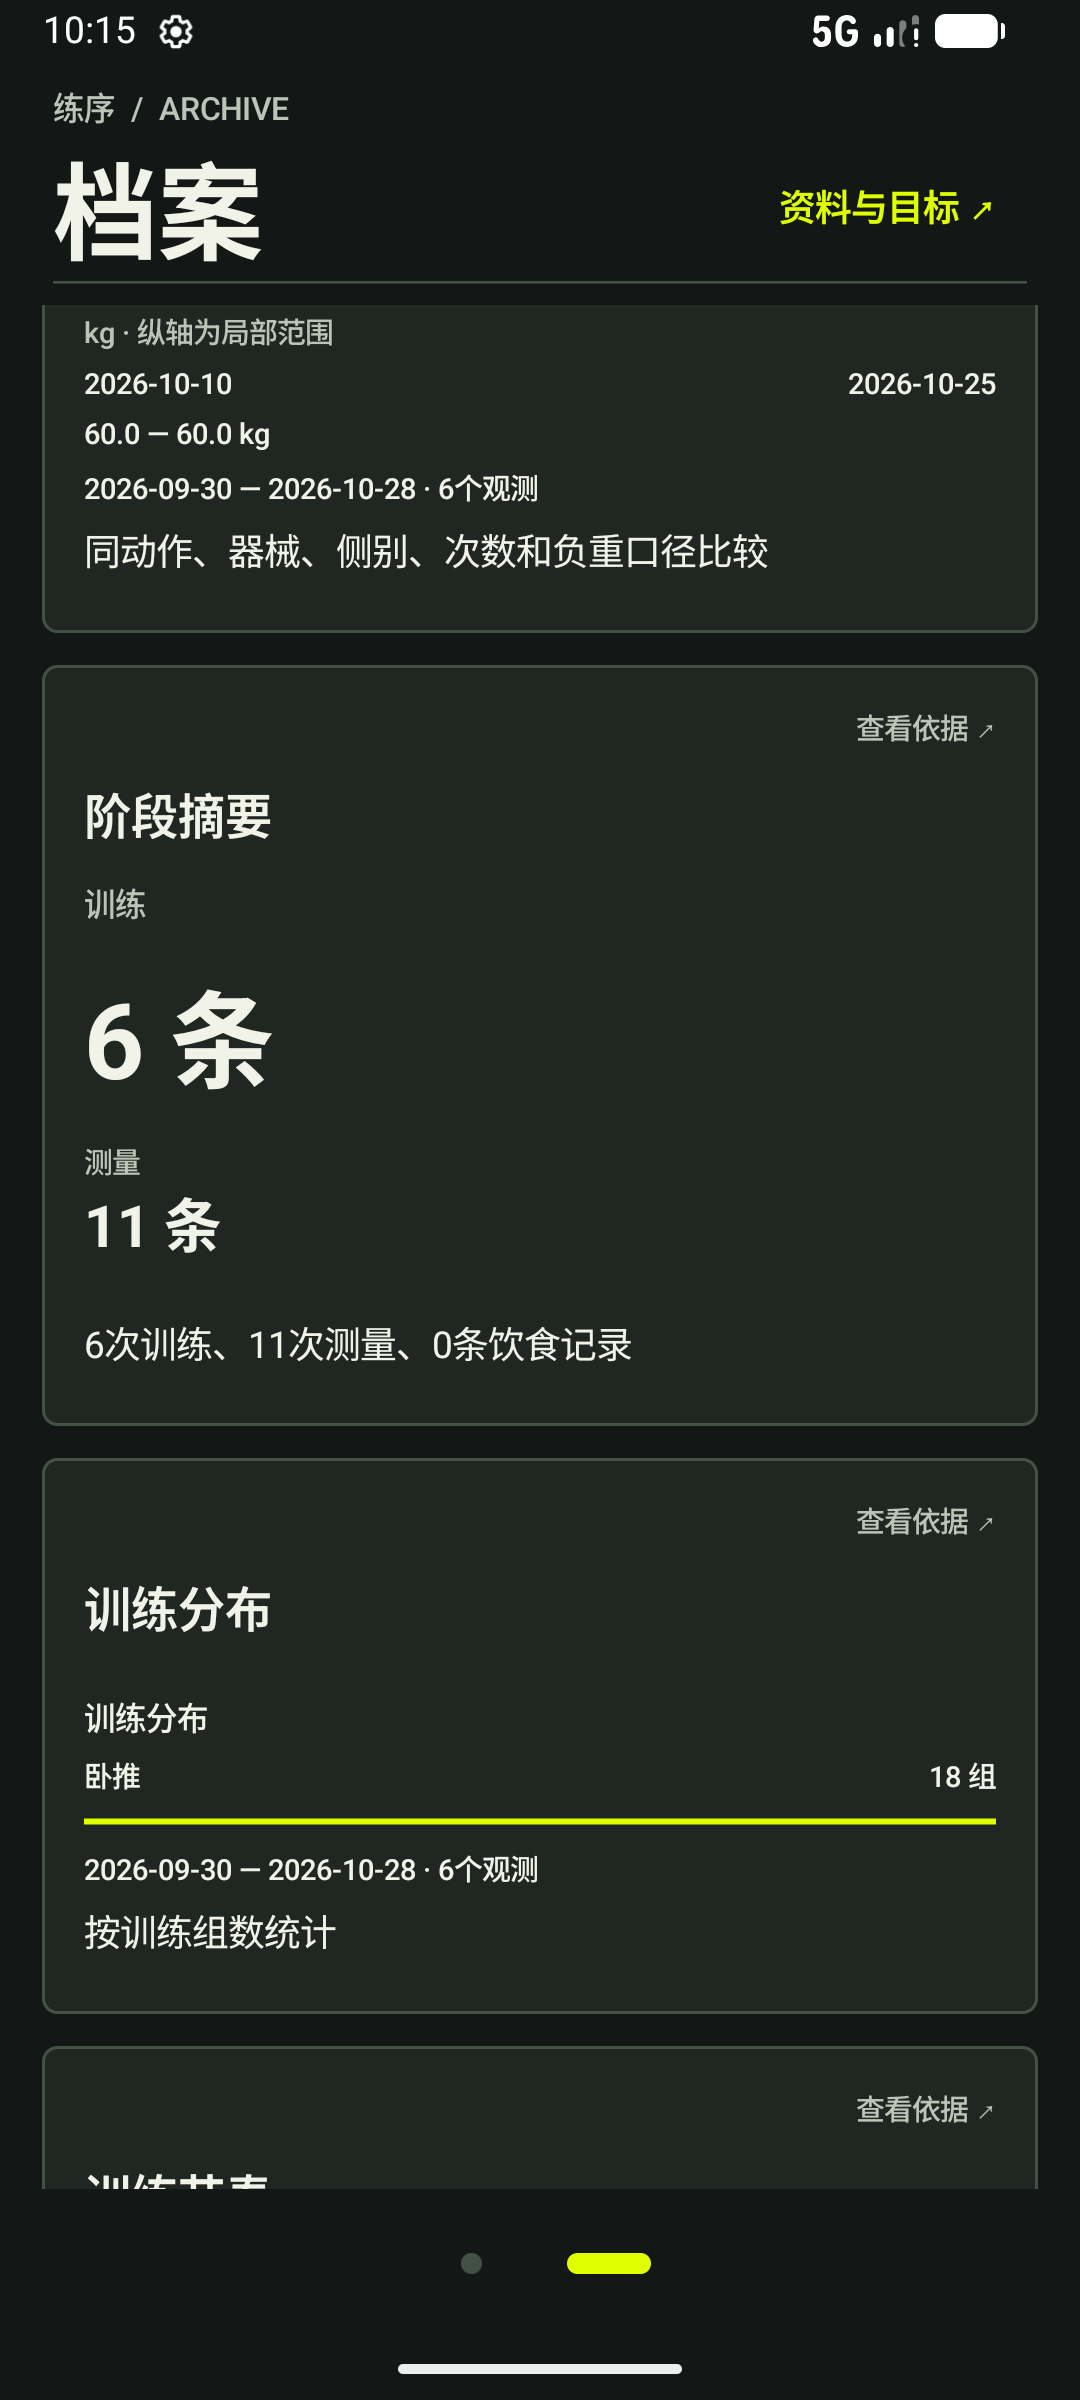 10:15
5G
练序 / ARCHIVE
档案
资料与目标 ↗
kg · 纵轴为局部范围
2026-10-10 2026-10-25
60.0 — 60.0 kg
2026-09-30 — 2026-10-28 · 6个观测
同动作、器械、侧别、次数和负重口径比较
查看依据 ↗
阶段摘要
训练
6 条
测量
11 条
6次训练、11次测量、0条饮食记录
查看依据 ↗
训练分布
训练分布
卧推 18 组
2026-09-30 — 2026-10-28 · 6个观测
按训练组数统计
查看依据 ↗